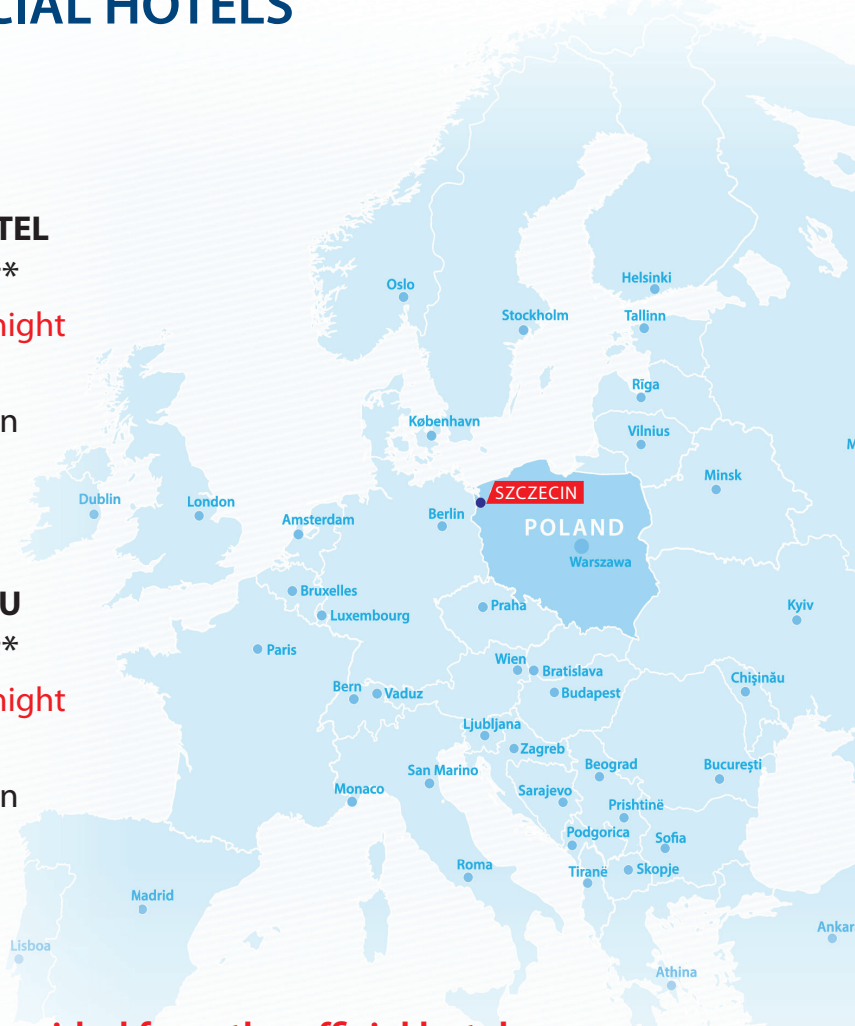 CIAL HOTELS
TEL
*
night
n
U
*
night
n
Oslo
Helsinki
Stockholm
Tallinn
Rīga
København
Vilnius
Minsk
SZCZECIN
Dublin
London
Berlin
Amsterdam
POLAND
Warszawa
Bruxelles
Praha
Kyiv
Luxembourg
Paris
Wien
Bratislava
Chişinău
Bern
Vaduz
Budapest
Ljubljana
Zagreb
Beograd
Bucureşti
San Marino
Monaco
Sarajevo
Prishtinë
Podgorica
Sofia
Roma
Tiranë
Skopje
Madrid
Ankar
Lisboa
Athina